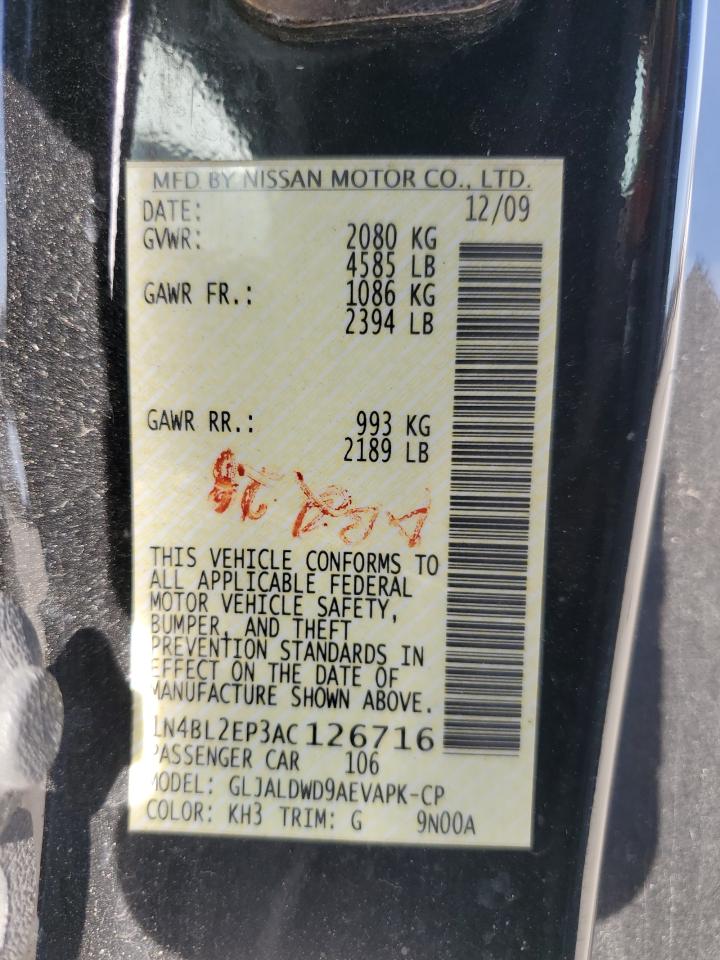 MFD BY NISSAN MOTOR CO., LTD.
DATE: 12/09
GVWR: 2080 KG
4585 LB
GAWR FR.: 1086 KG
2394 LB
GAWR RR.: 993 KG
2189 LB
THIS VEHICLE CONFORMS TO
ALL APPLICABLE FEDERAL
MOTOR VEHICLE SAFETY,
BUMPER, AND THEFT
PREVENTION STANDARDS IN
EFFECT ON THE DATE OF
MANUFACTURE SHOWN ABOVE.
1N4BL2EP3AC126716
PASSENGER CAR 106
MODEL: GLJALDWD9AEVAPK-CP
COLOR: KH3 TRIM: G 9N00A